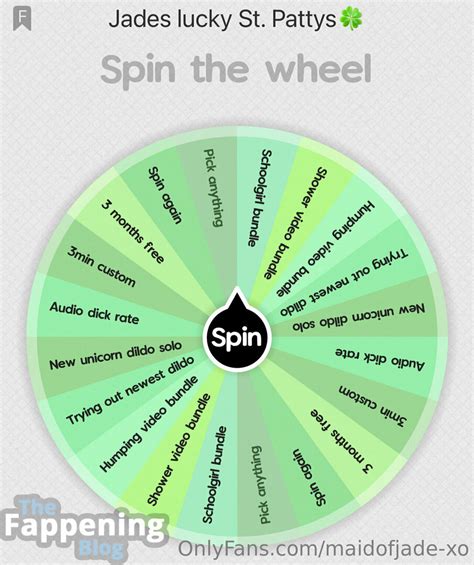 F
Jades lucky St. Pattys🍀
Spin the wheel
Schoolgirl bundle
Shower video bundle
Humping video bundle
Trying out newest dildo
New unicorn dildo solo
Audio dick rate
3min custom
3 months free
Spin again
Pick anything
Schoolgirl bundle
Shower video bundle
Humping video bundle
Trying out newest dildo
New unicorn dildo solo
Audio dick rate
3min custom
3 months free
Spin again
Pick anything
Spin
The
Fappening
Blog
OnlyFans.com/maidofjade-xo